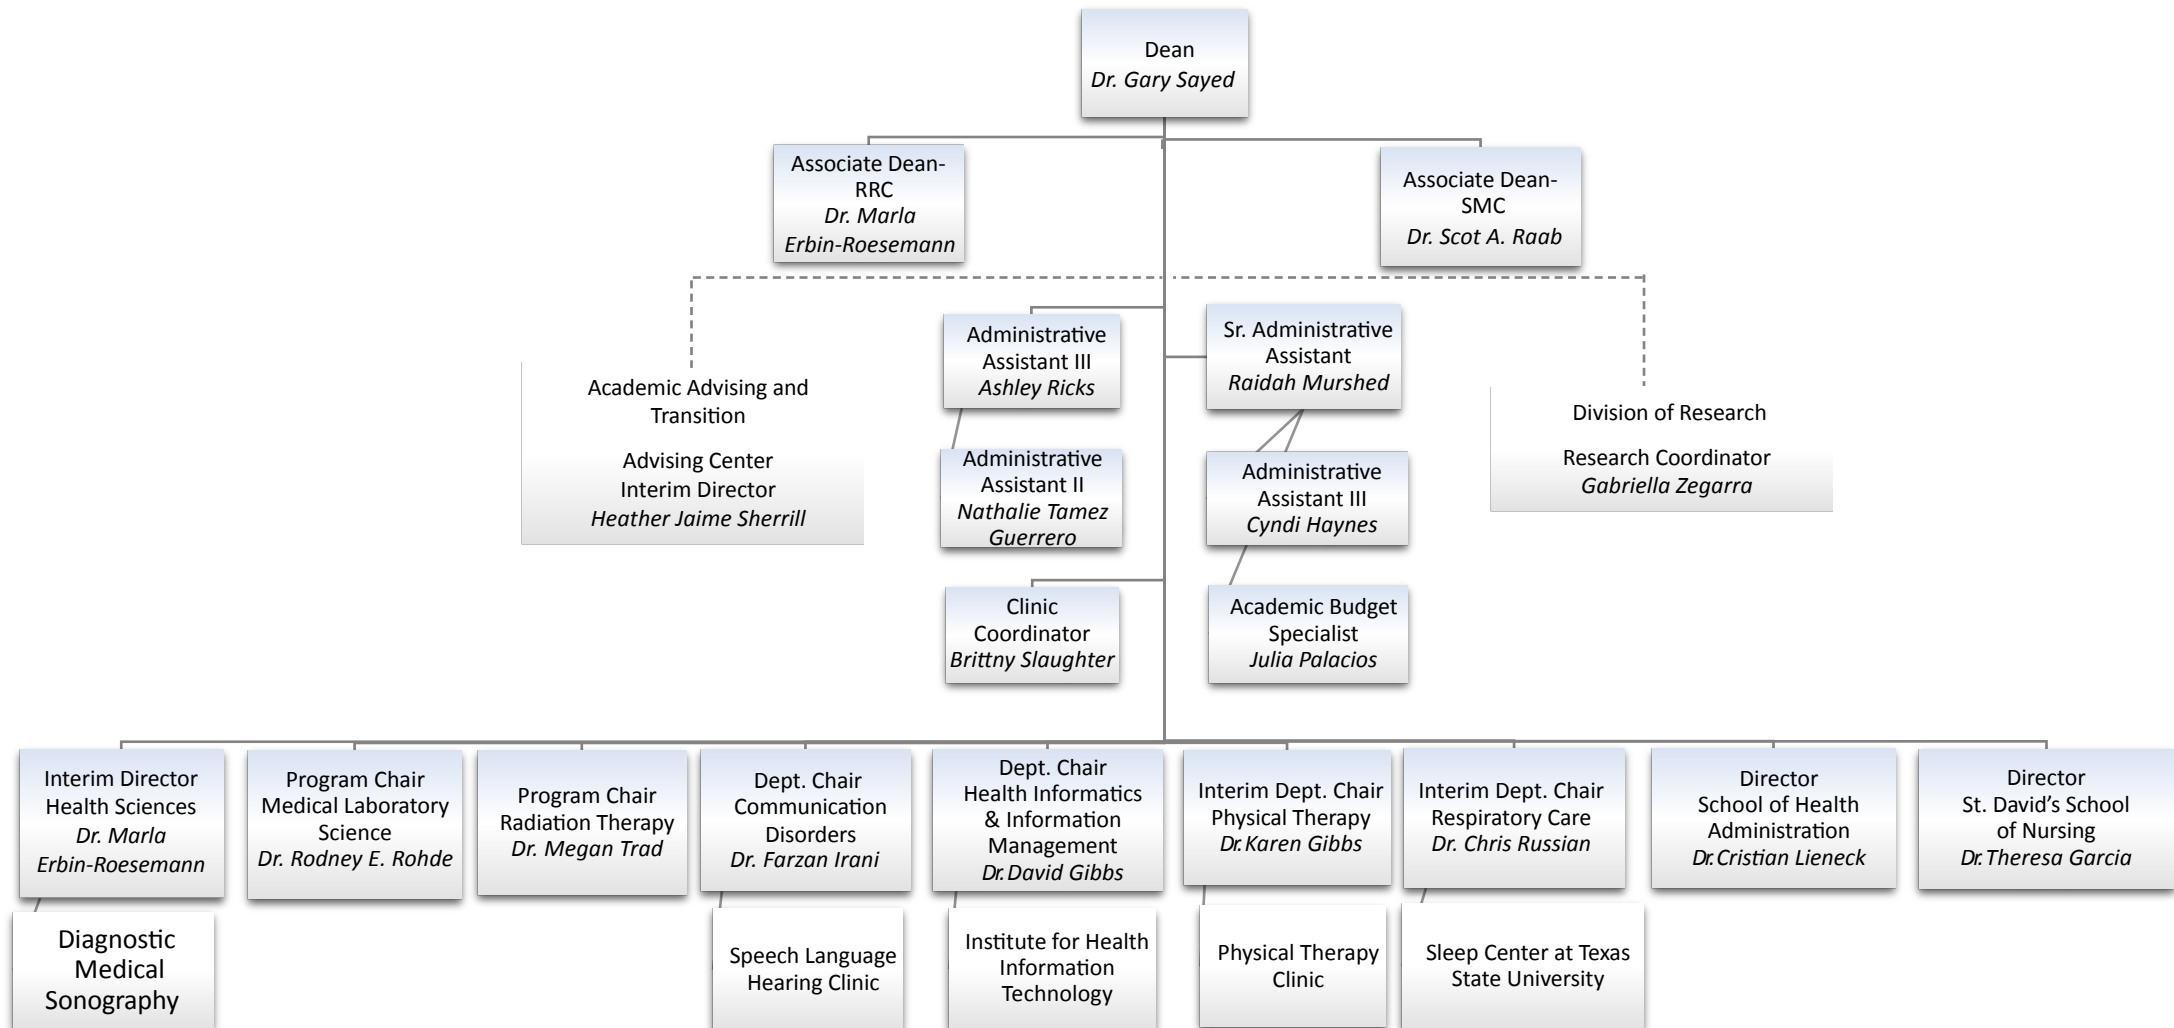 Dean
Dr. Gary Sayed
Associate Dean-
RRC
Dr. Marla
Erbin-Roesemann
Associate Dean-
SMC
Dr. Scot A. Raab
Administrative
Assistant III
Ashley Ricks
Sr. Administrative
Assistant
Raidah Murshed
Academic Advising and
Transition
Advising Center
Interim Director
Heather Jaime Sherrill
Division of Research
Research Coordinator
Gabriella Zegarra
Administrative
Assistant II
Nathalie Tamez
Guerrero
Administrative
Assistant III
Cyndi Haynes
Clinic
Coordinator
Brittny Slaughter
Academic Budget
Specialist
Julia Palacios
Interim Director
Health Sciences
Dr. Marla
Erbin-Roesemann
Program Chair
Medical Laboratory
Science
Dr. Rodney E. Rohde
Program Chair
Radiation Therapy
Dr. Megan Trad
Dept. Chair
Communication
Disorders
Dr. Farzan Irani
Dept. Chair
Health Informatics
& Information
Management
Dr.David Gibbs
Interim Dept. Chair
Physical Therapy
Dr.Karen Gibbs
Interim Dept. Chair
Respiratory Care
Dr. Chris Russian
Director
School of Health
Administration
Dr.Cristian Lieneck
Director
St. David’s School
of Nursing
Dr.Theresa Garcia
Diagnostic
Medical
Sonography
Speech Language
Hearing Clinic
Institute for Health
Information
Technology
Physical Therapy
Clinic
Sleep Center at Texas
State University